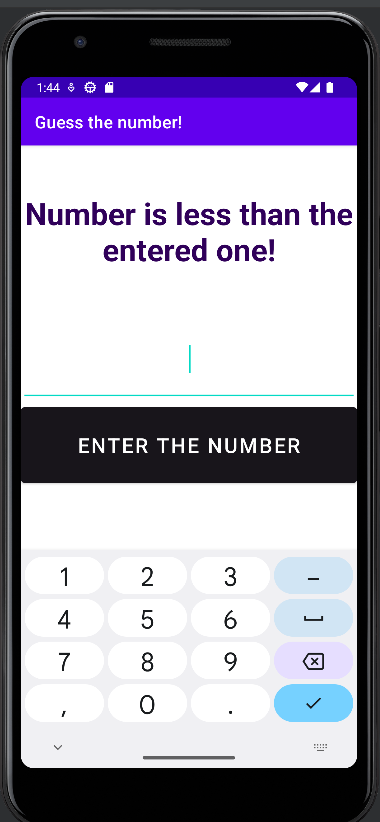 1:44
Guess the number!
Number is less than the
entered one!
ENTER THE NUMBER
1 2 3 –
4 5 6
7 8 9
, 0 .